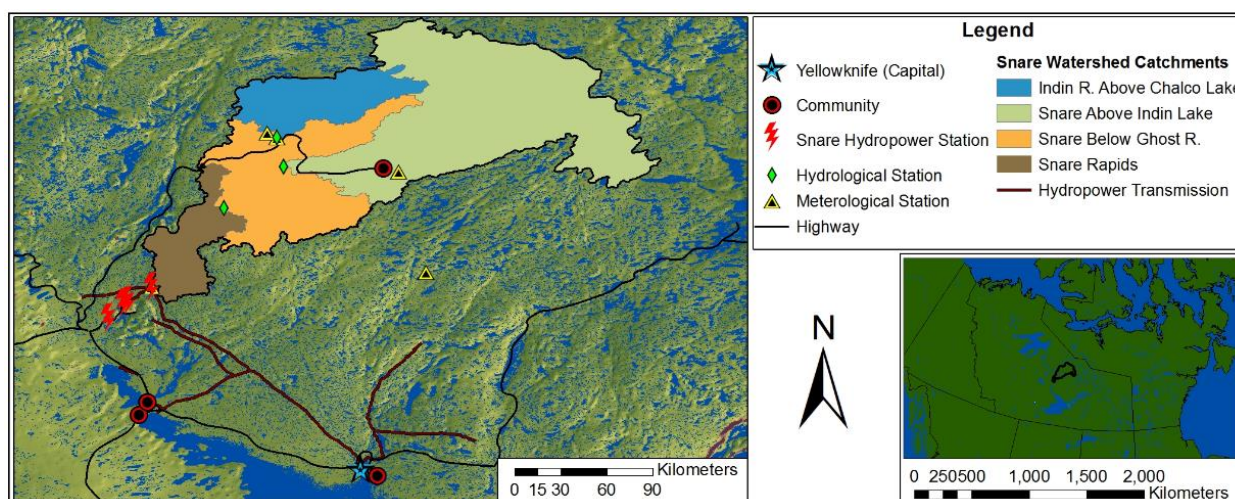 Legend
Yellowknife (Capital)
Community
Snare Hydropower Station
Hydrological Station
Meterological Station
Highway
Snare Watershed Catchments
Indin R. Above Chalco Lake
Snare Above Indin Lake
Snare Below Ghost R.
Snare Rapids
Hydropower Transmission
N
Kilometers
0 15 30 60 90
0 250 500 1,000 1,500 2,000
Kilometers